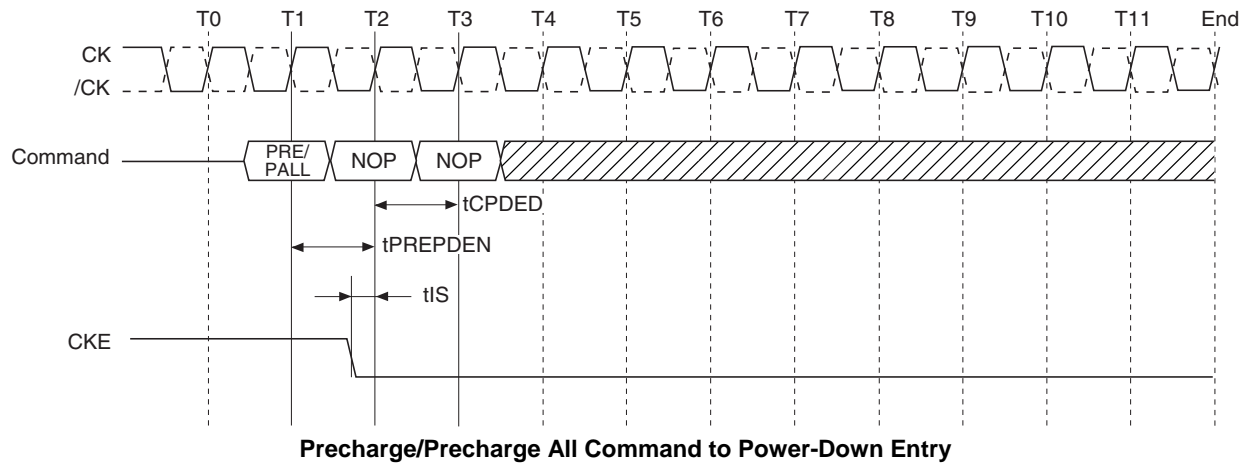 T0 T1 T2 T3 T4 T5 T6 T7 T8 T9 T10 T11 End
CK
/CK
Command PRE/ PALL NOP NOP
tCPDED
tPREPDEN
tIS
CKE
Precharge/Precharge All Command to Power-Down Entry